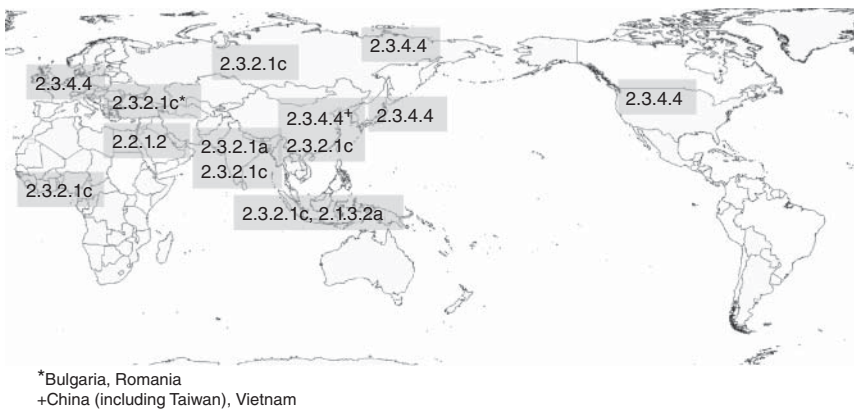 2.3.4.4
2.3.2.1c
2.3.4.4
2.3.2.1c*
2.3.4.4+
2.3.2.1c
2.3.4.4
2.3.4.4
2.2.1.2
2.3.2.1a
2.3.2.1c
2.3.2.1c
2.3.2.1c, 2.1.3.2a
*Bulgaria, Romania
+China (including Taiwan), Vietnam